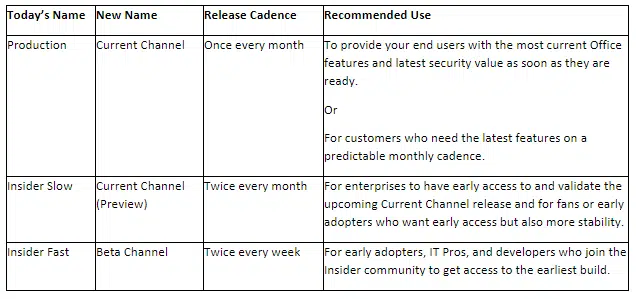 Today's Name New Name Release Cadence Recommended Use
Production Current Channel Once every month To provide your end users with the most current Office
features and latest security value as soon as they are
ready.
Or
For customers who need the latest features on a
predictable monthly cadence.
Insider Slow Current Channel Twice every month For enterprises to have early access to and validate the
(Preview) upcoming Current Channel release and for fans or early
adopters who want early access but also more stability.
Insider Fast Beta Channel Twice every week For early adopters, IT Pros, and developers who join the
Insider community to get access to the earliest build.